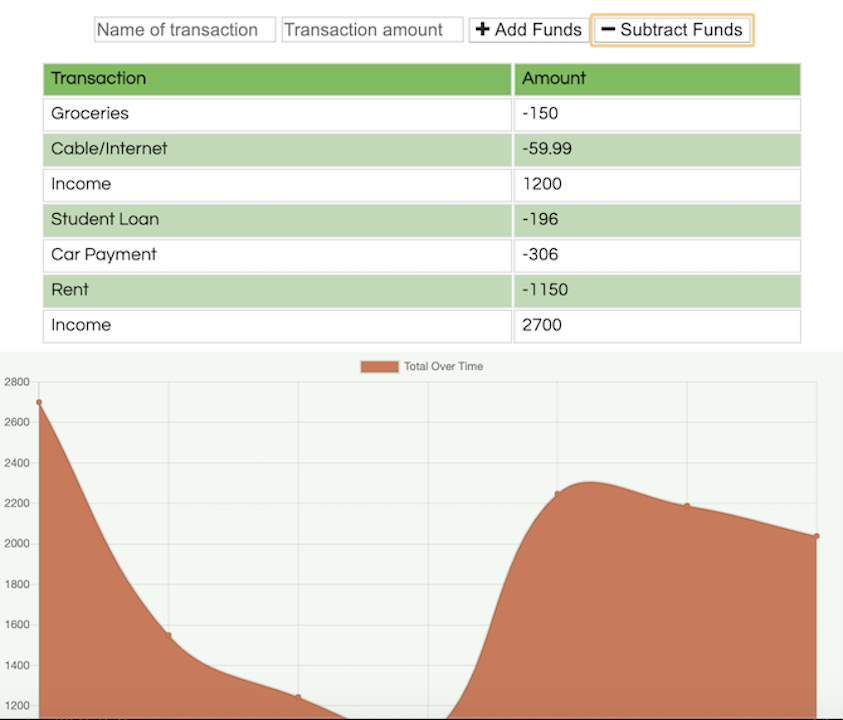 Name of transaction Transaction amount + Add Funds − Subtract Funds
Transaction Amount
Groceries -150
Cable/Internet -59.99
Income 1200
Student Loan -196
Car Payment -306
Rent -1150
Income 2700
Total Over Time
2800
2600
2400
2200
2000
1800
1600
1400
1200